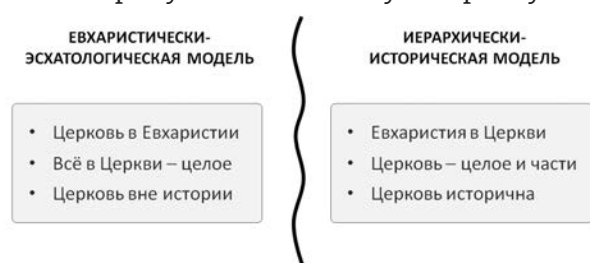 ЕВХАРИСТИЧЕСКИ-
ЭСХАТОЛОГИЧЕСКАЯ МОДЕЛЬ
• Церковь в Евхаристии
• Всё в Церкви – целое
• Церковь вне истории
ИЕРАРХИЧЕСКИ-
ИСТОРИЧЕСКАЯ МОДЕЛЬ
• Евхаристия в Церкви
• Церковь – целое и части
• Церковь исторична